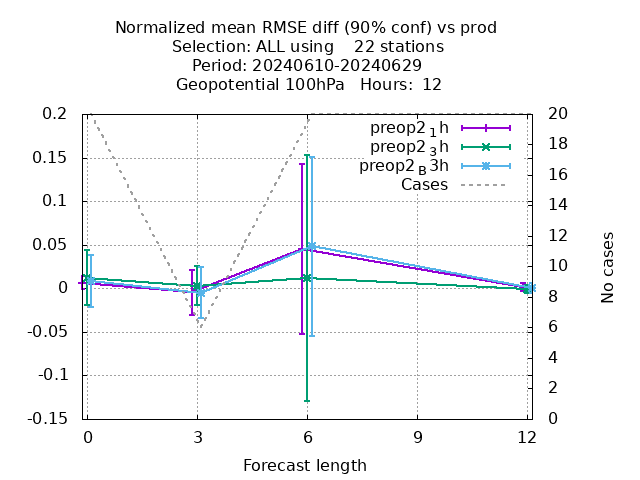 Normalized mean RMSE diff (90% conf) vs prod
Selection: ALL using 22 stations
Period: 20240610-20240629
Geopotential 100hPa Hours: 12
0.2
0.15
0.1
0.05
0
-0.05
-0.1
-0.15
20
18
16
14
12
10
8
6
4
2
0
preop2 1h
preop2 3h
preop2 B3h
Cases
No cases
0 3 6 9 12
Forecast length